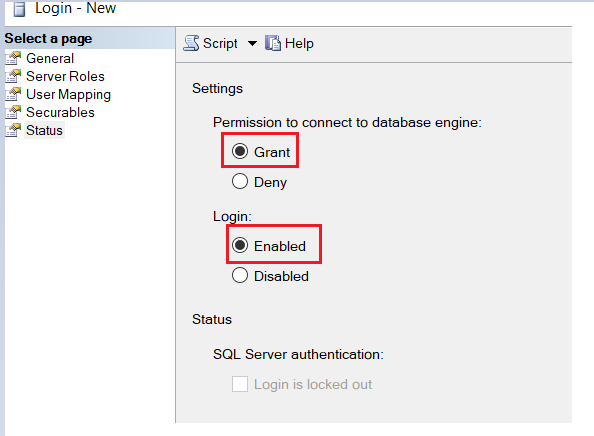 Login - New
Select a page
General
Server Roles
User Mapping
Securables
Status
Script Help
Settings
Permission to connect to database engine:
Grant
Deny
Login:
Enabled
Disabled
Status
SQL Server authentication:
Login is locked out